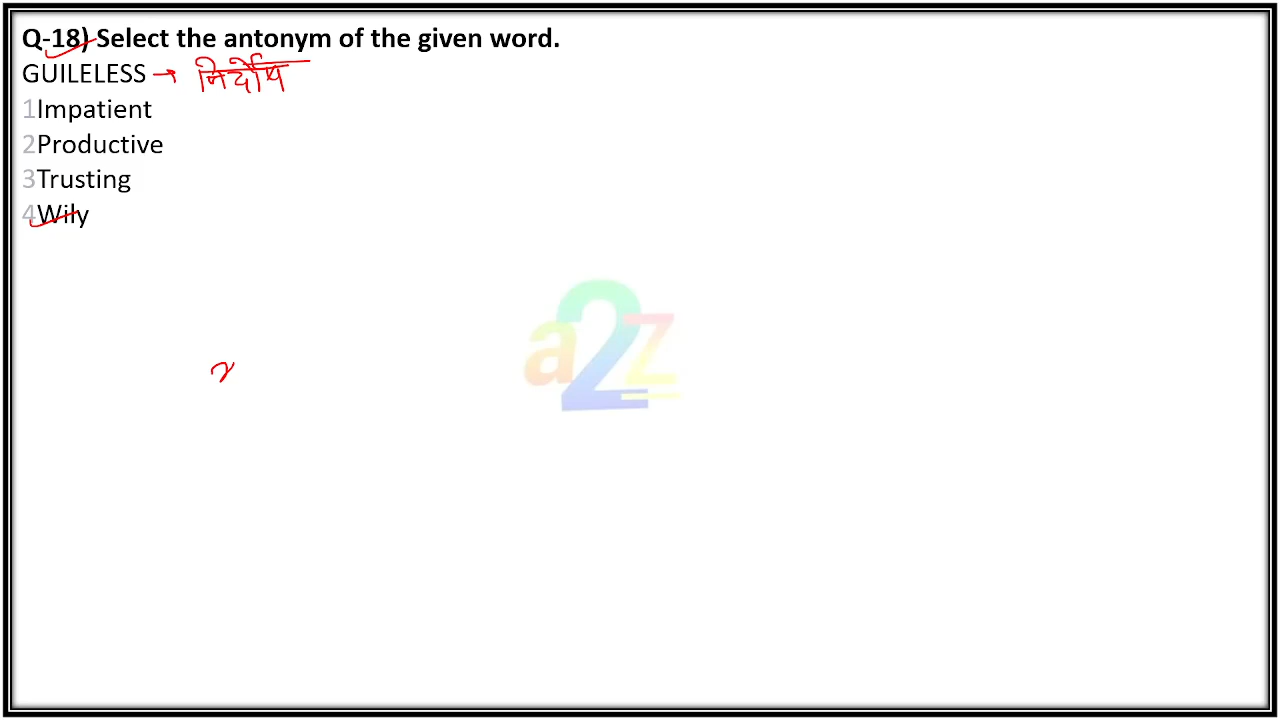 Q-18) Select the antonym of the given word.
GUILELESS → निर्दोष
1Impatient
2Productive
3Trusting
4Wily
a2z